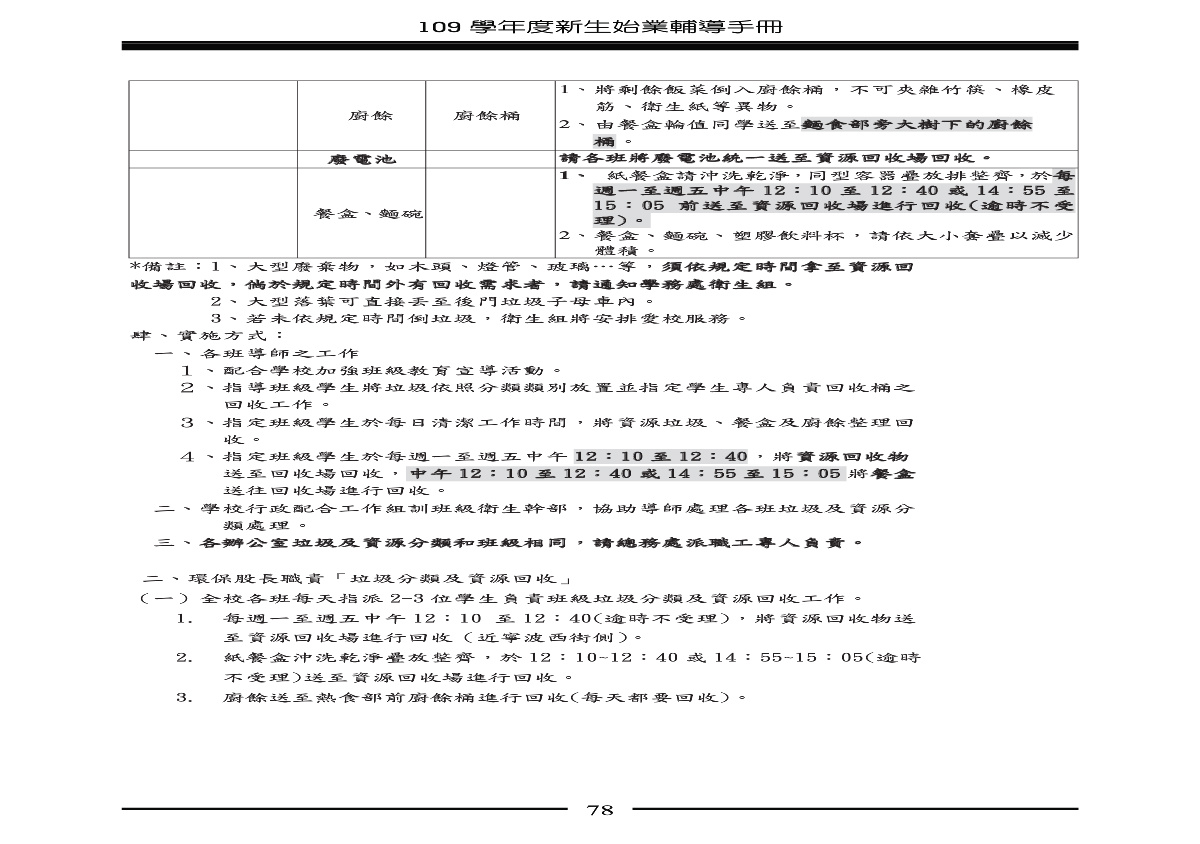 109 學年度新生始業輔導手冊
廚餘
廚餘桶
1、將剩餘飯菜倒入廚餘桶，不可夾雜竹筷、橡皮
筋、衛生紙等異物。
2、由餐盒輪值同學送至麵食部旁大樹下的廚餘
桶。
廢電池
請各班將廢電池統一送至資源回收場回收。
餐盒、麵碗
1、 紙餐盒請沖洗乾淨，同型容器疊放排整齊，於每
週一至週五中午 12：10 至 12：40 或 14：55 至
15：05 前送至資源回收場進行回收(逾時不受
理)。
2、餐盒、麵碗、塑膠飲料杯，請依大小套疊以減少
體積。
*備註：1、大型廢棄物，如木頭、燈管、玻璃…等，須依規定時間拿至資源回
收場回收，倘於規定時間外有回收需求者，請通知學務處衛生組。
2、大型落葉可直接丟至後門垃圾子母車內。
3、若未依規定時間倒垃圾，衛生組將安排愛校服務。
肆、實施方式：
一、各班導師之工作
1、配合學校加強班級教育宣導活動。
2、指導班級學生將垃圾依照分類類別放置並指定學生專人負責回收桶之
回收工作。
3、指定班級學生於每日清潔工作時間，將資源垃圾、餐盒及廚餘整理回
收。
4、指定班級學生於每週一至週五中午 12：10 至 12：40，將資源回收物
送至回收場回收，中午 12：10 至 12：40 或 14：55 至 15：05 將餐盒
送往回收場進行回收。
二、學校行政配合工作組訓班級衛生幹部，協助導師處理各班垃圾及資源分
類處理。
三、各辦公室垃圾及資源分類和班級相同，請總務處派職工專人負責。
二、環保股長職責「垃圾分類及資源回收」
（一）全校各班每天指派 2-3 位學生負責班級垃圾分類及資源回收工作。
1. 每週一至週五中午 12：10 至 12：40(逾時不受理)，將資源回收物送
至資源回收場進行回收（近寧波西街側)。
2. 紙餐盒沖洗乾淨疊放整齊，於 12：10~12：40 或 14：55~15：05(逾時
不受理)送至資源回收場進行回收。
3. 廚餘送至熱食部前廚餘桶進行回收(每天都要回收)。
78